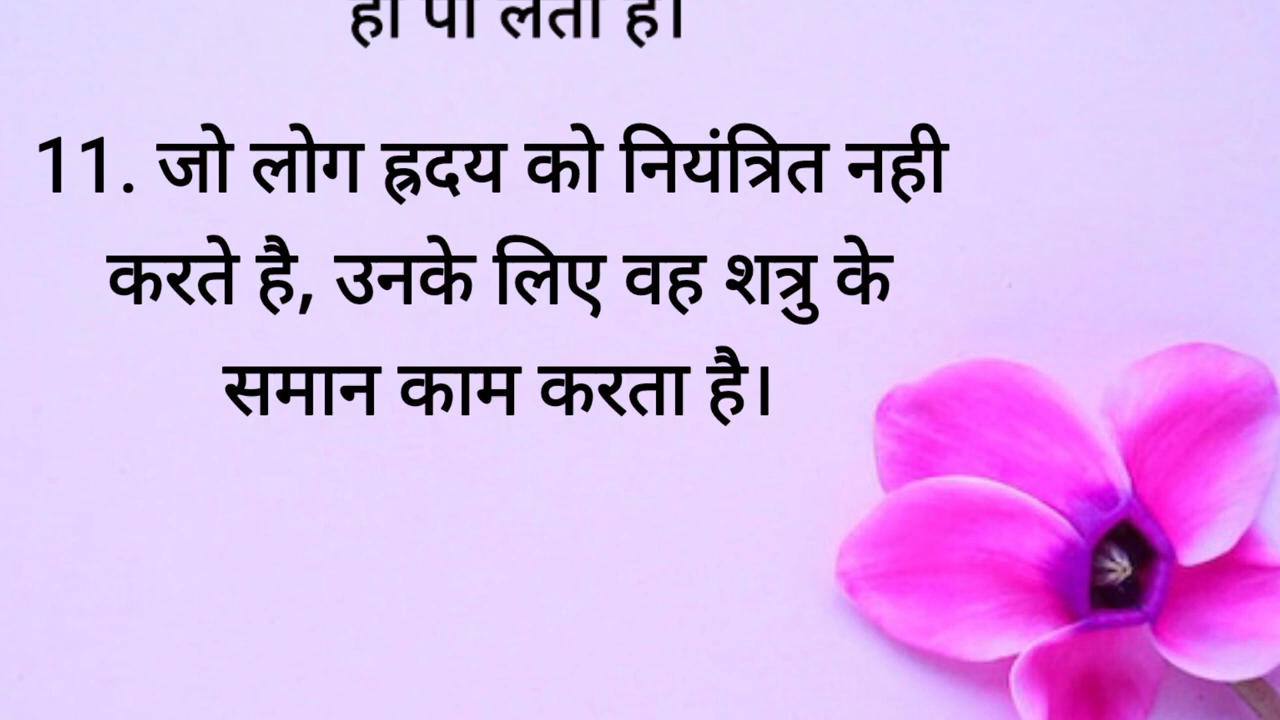 11. जो लोग ह्रदय को नियंत्रित नही
करते है, उनके लिए वह शत्रु के
समान काम करता है।